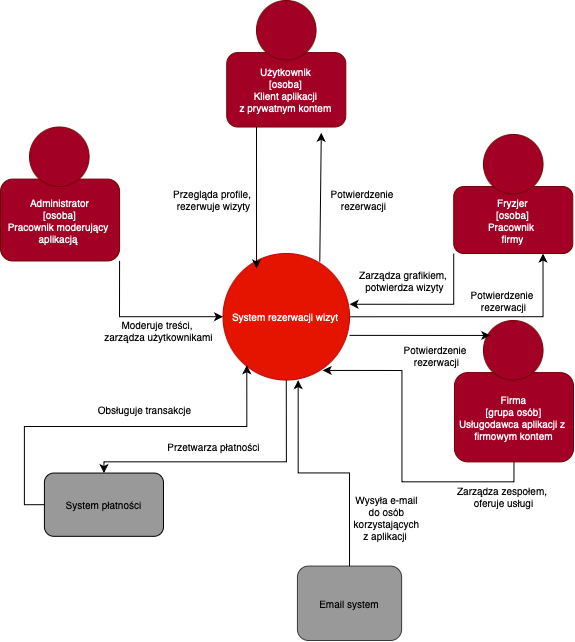 Użytkownik
[osoba]
Klient aplikacji
z prywatnym kontem
Administrator
[osoba]
Pracownik moderujący
aplikacją
Przegląda profile,
rezerwuje wizyty
Potwierdzenie
rezerwacji
Fryzjer
[osoba]
Pracownik
firmy
Zarządza grafikiem,
potwierdza wizyty
Potwierdzenie
rezerwacji
System rezerwacji wizyt
Moderuje treści,
zarządza użytkownikami
Potwierdzenie
rezerwacji
Firma
[grupa osób]
Usługodawca aplikacji z
firmowym kontem
Obsługuje transakcje
Przetwarza płatności
System płatności
Wysyła e-mail
do osób
korzystających
z aplikacji
Zarządza zespołem,
oferuje usługi
Email system